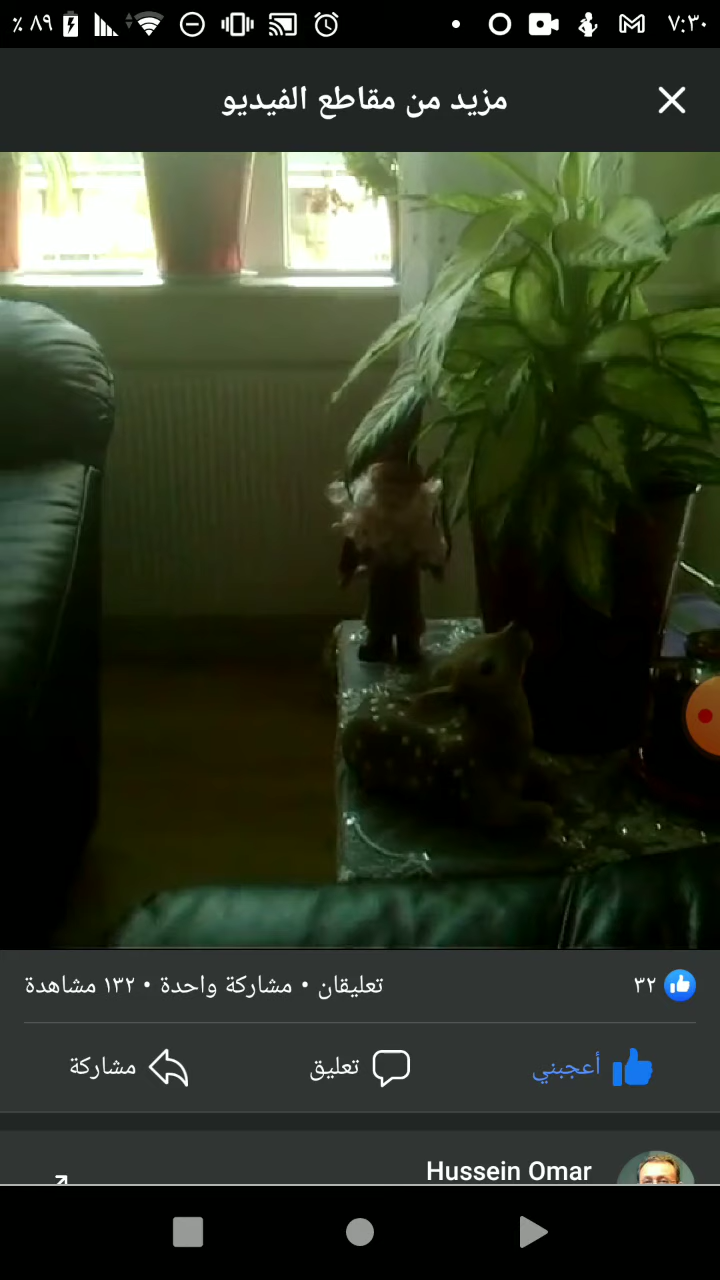 ٪ ٨٩ ٧:٣٠
مزيد من مقاطع الفيديو
٣٢ تعليقان • مشاركة واحدة • ١٣٢ مشاهدة
أعجبني تعليق مشاركة
Hussein Omar